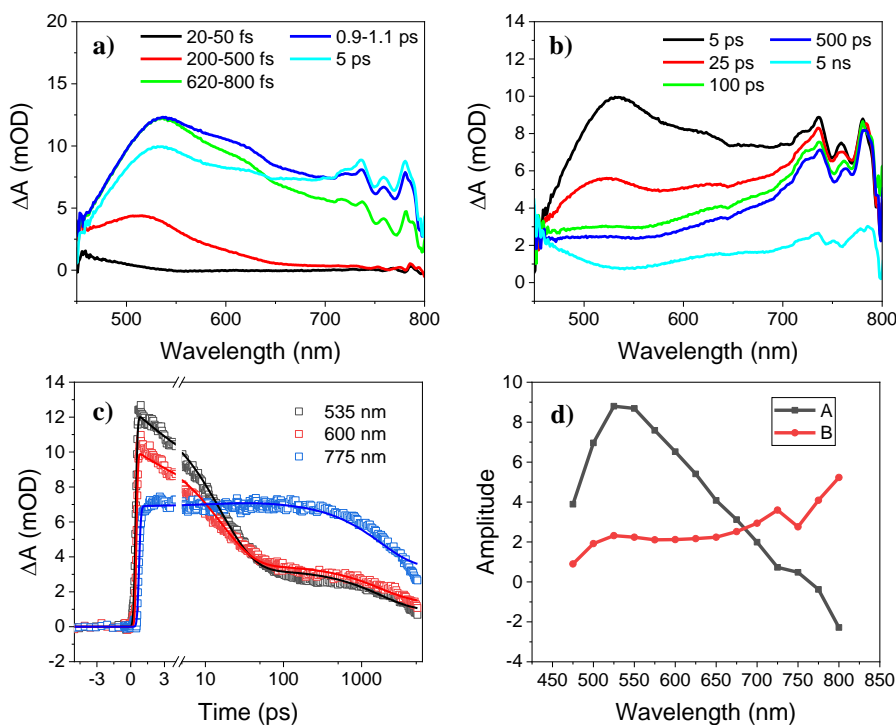 a)
20-50 fs
0.9-1.1 ps
200-500 fs
5 ps
620-800 fs
25
20
15
10
5
0
ΔA (mOD)
500
600
700
800
Wavelength (nm)
b)
5 ps
500 ps
25 ps
5 ns
100 ps
14
12
10
8
6
4
2
0
ΔA (mOD)
500
600
700
800
Wavelength (nm)
c)
535 nm
600 nm
775 nm
14
12
10
8
6
4
2
0
-2
ΔA (mOD)
-3
0
3
10
100
1000
Time (ps)
d)
A
B
10
8
6
4
2
0
-2
-4
Amplitude
450
500
550
600
650
700
750
800
850
Wavelength (nm)